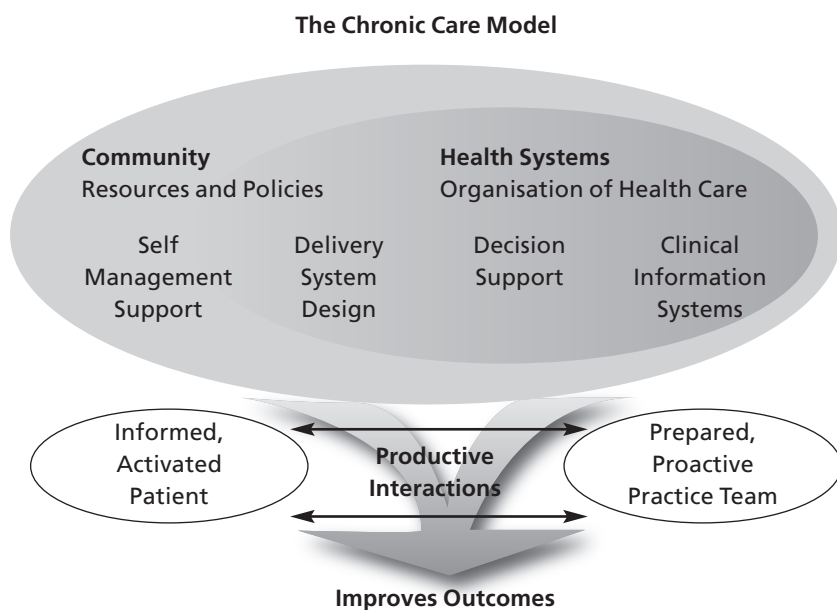 The Chronic Care Model
Community
Resources and Policies
Health Systems
Organisation of Health Care
Self
Management
Support
Delivery
System
Design
Decision
Support
Clinical
Information
Systems
Informed,
Activated
Patient
Productive
Interactions
Prepared,
Proactive
Practice Team
Improves Outcomes